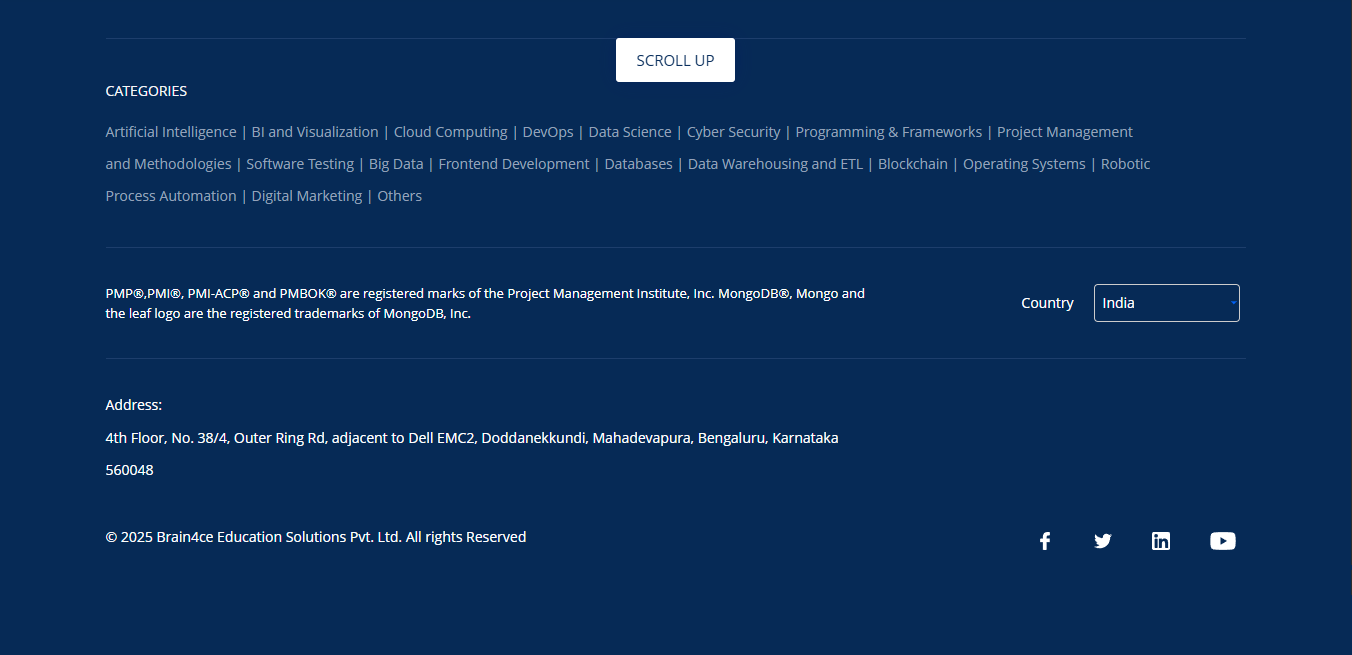 SCROLL UP
CATEGORIES
Artificial Intelligence | BI and Visualization | Cloud Computing | DevOps | Data Science | Cyber Security | Programming & Frameworks | Project Management
and Methodologies | Software Testing | Big Data | Frontend Development | Databases | Data Warehousing and ETL | Blockchain | Operating Systems | Robotic
Process Automation | Digital Marketing | Others
PMP®,PMI®, PMI-ACP® and PMBOK® are registered marks of the Project Management Institute, Inc. MongoDB®, Mongo and
the leaf logo are the registered trademarks of MongoDB, Inc.
Country
India
Address:
4th Floor, No. 38/4, Outer Ring Rd, adjacent to Dell EMC2, Doddanekkundi, Mahadevapura, Bengaluru, Karnataka
560048
© 2025 Brain4ce Education Solutions Pvt. Ltd. All rights Reserved